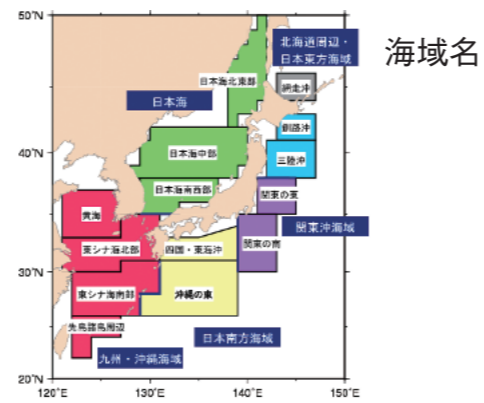 海域名
50°N
北海道周辺・
日本東方海域
日本海北東部
網走沖
日本海
釧路沖
40°N
日本海中部
三陸沖
日本海南西部
関東の東
黄海
関東沖海域
東シナ海北部
四国・東海沖
関東の南
30°N
東シナ海南部
沖縄の東
先島諸島周辺
日本南方海域
九州・沖縄海域
20°N
120°E
130°E
140°E
150°E